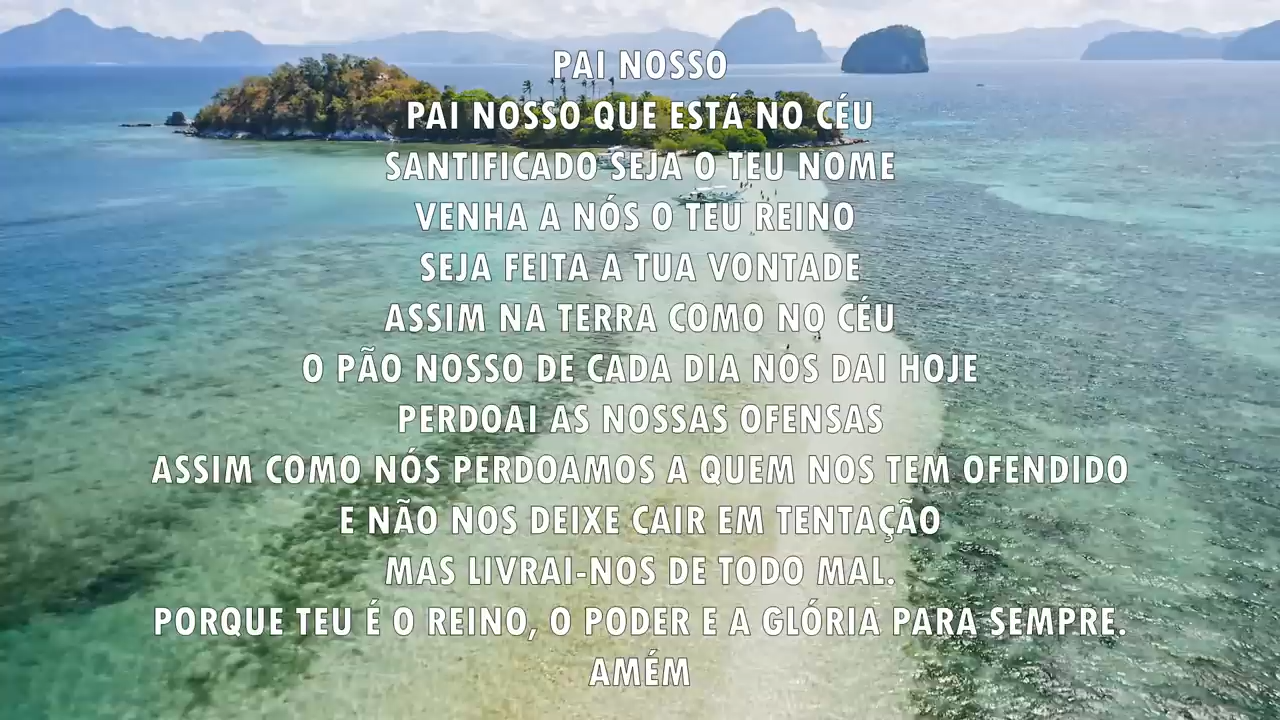 PAI NOSSO
PAI NOSSO QUE ESTÁ NO CÉU
SANTIFICADO SEJA O TEU NOME
VENHA A NÓS O TEU REINO
SEJA FEITA A TUA VONTADE
ASSIM NA TERRA COMO NO CÉU
O PÃO NOSSO DE CADA DIA NOS DAI HOJE
PERDOAI AS NOSSAS OFENSAS
ASSIM COMO NÓS PERDOAMOS A QUEM NOS TEM OFENDIDO
E NÃO NOS DEIXE CAIR EM TENTAÇÃO
MAS LIVRAI-NOS DE TODO MAL.
PORQUE TEU É O REINO, O PODER E A GLÓRIA PARA SEMPRE.
AMÉM